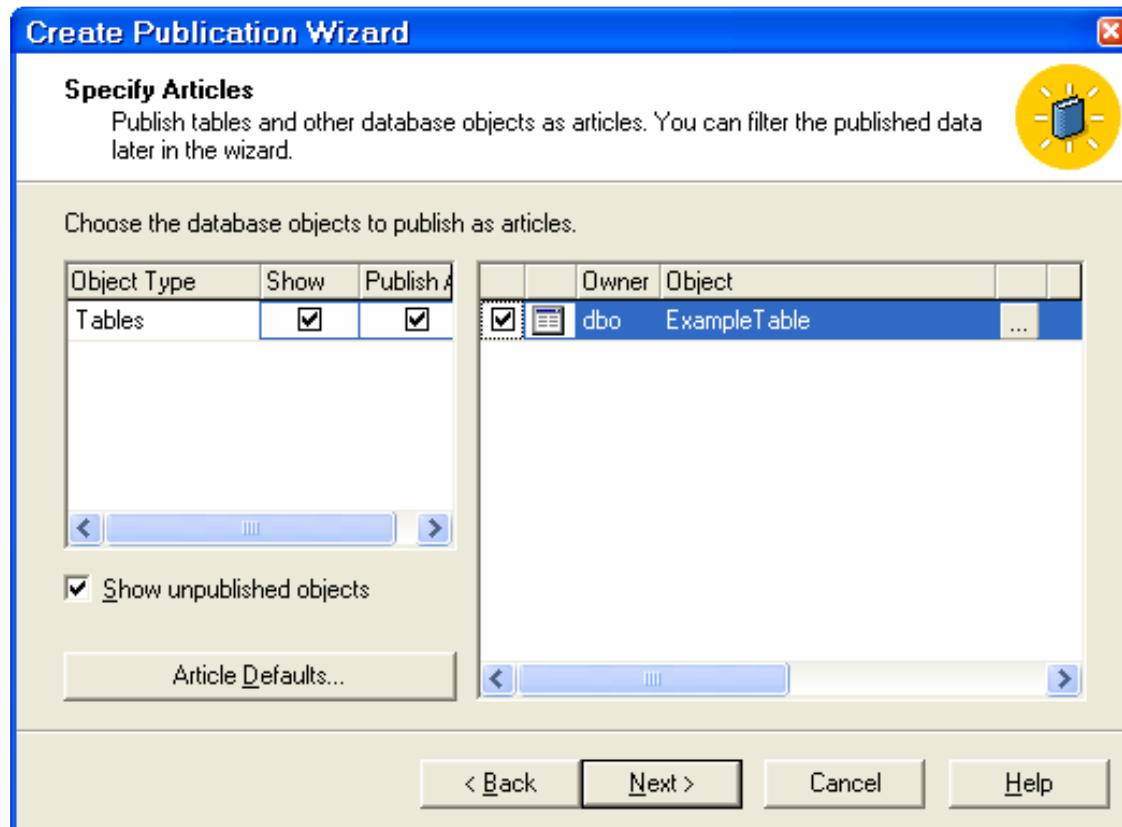 Create Publication Wizard
Specify Articles
Publish tables and other database objects as articles. You can filter the published data
later in the wizard.
Choose the database objects to publish as articles.
Object Type Show Publish A
Tables
Owner Object
dbo ExampleTable ...
Show unpublished objects
Article Defaults...
< Back Next > Cancel Help